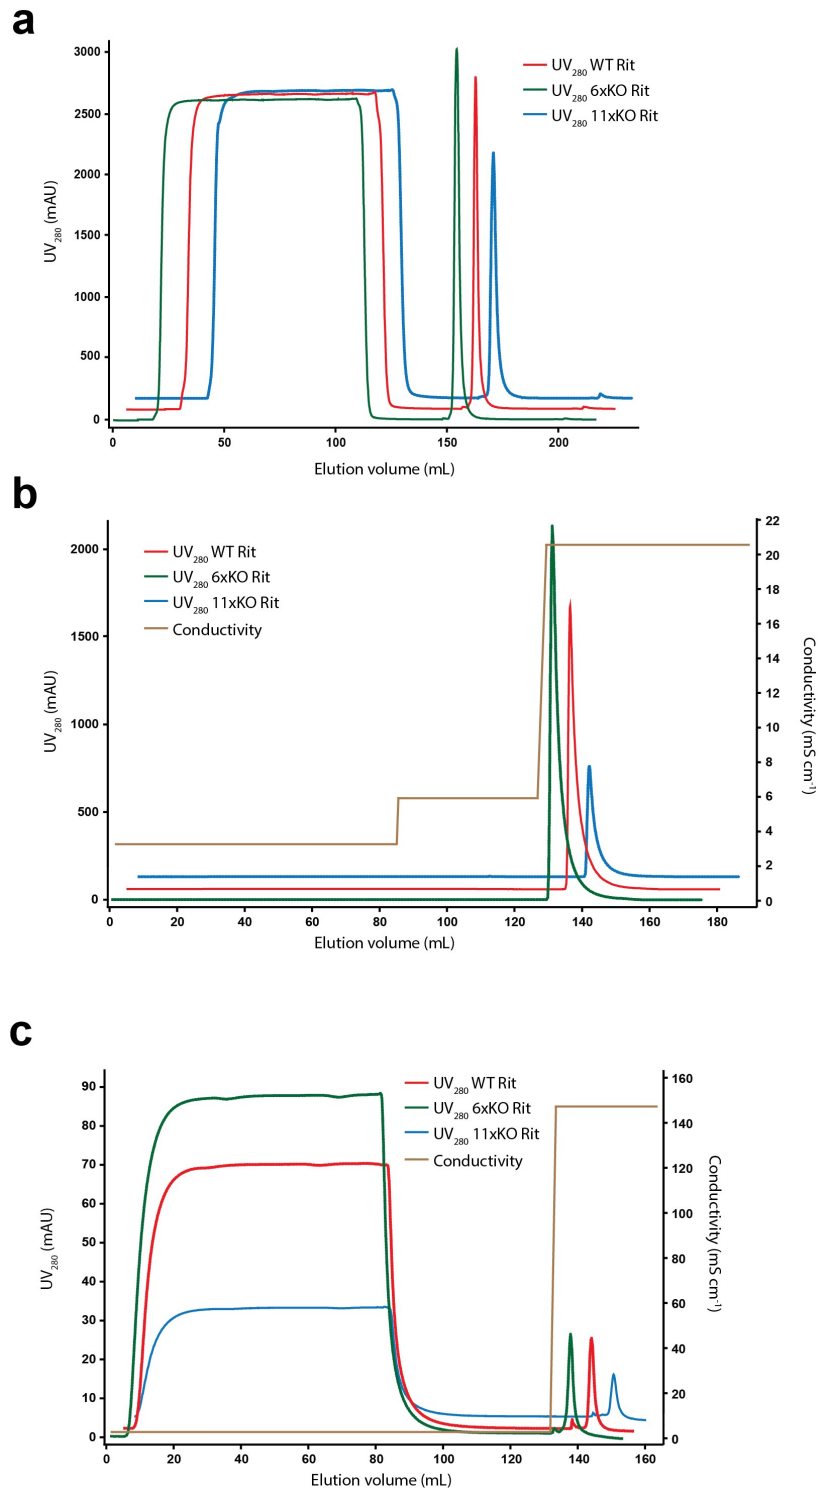 a
3000
2500
2000
1500
1000
500
0
UV280 (mAU)
UV280 WT Rit
UV280 6xKO Rit
UV280 11xKO Rit
0 50 100 150 200
Elution volume (mL)
b
2000
1500
1000
500
0
UV280 (mAU)
UV280 WT Rit
UV280 6xKO Rit
UV280 11xKO Rit
Conductivity
22
20
18
16
14
12
10
8
6
4
2
0
Conductivity (mS cm-1)
0 20 40 60 80 100 120 140 160 180
Elution volume (mL)
c
90
80
70
60
50
40
30
20
10
0
UV280 (mAU)
UV280 WT Rit
UV280 6xKO Rit
UV280 11xKO Rit
Conductivity
160
140
120
100
80
60
40
20
0
Conductivity (mS cm-1)
0 20 40 60 80 100 120 140 160
Elution volume (mL)